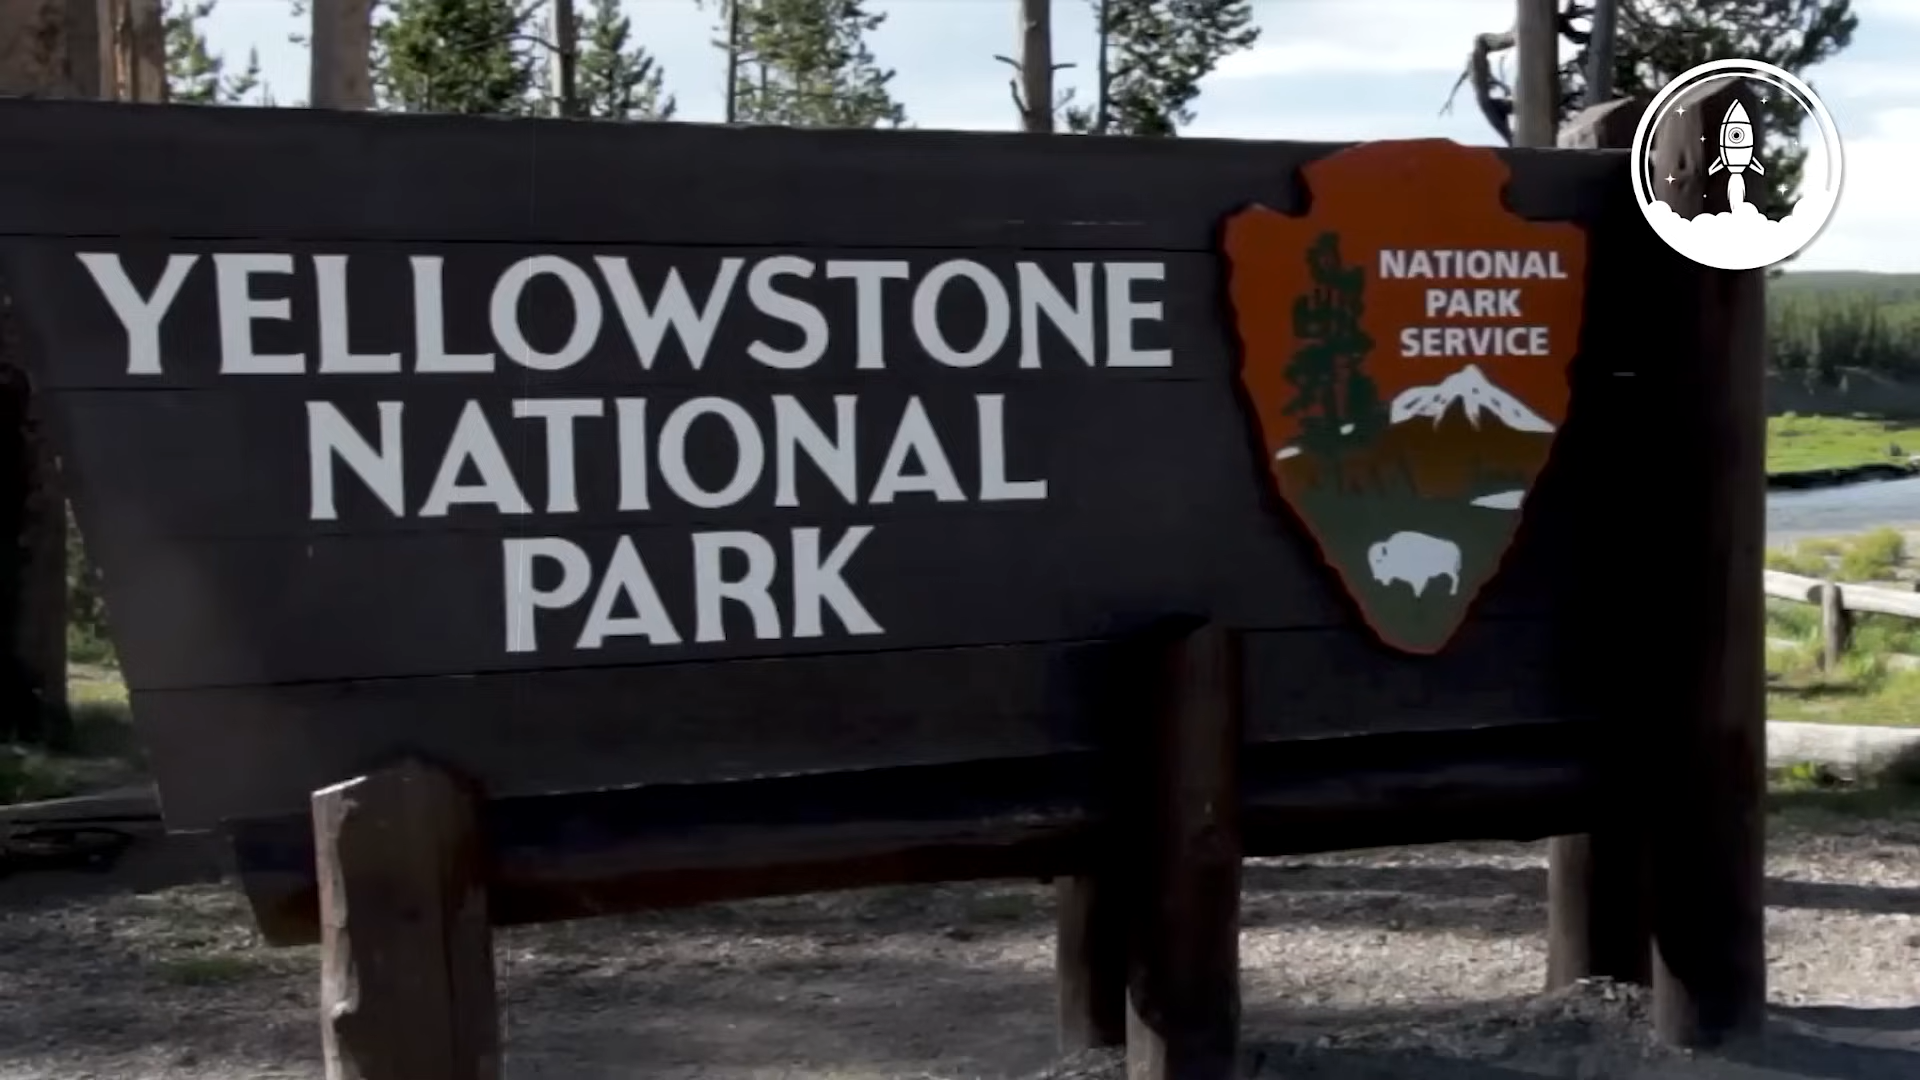 YELLOWSTONE
NATIONAL
PARK
NATIONAL
PARK
SERVICE